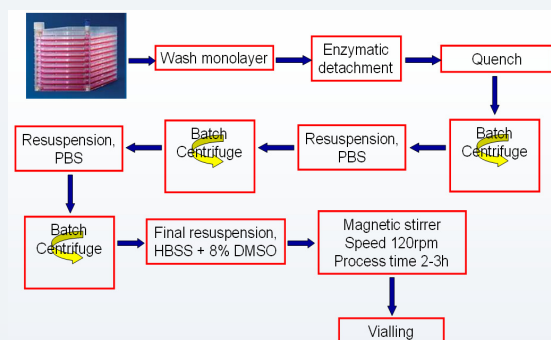 Wash monolayer
Enzymatic
detachment
Quench
Batch
Centrifuge
Resuspension,
PBS
Batch
Centrifuge
Resuspension,
PBS
Batch
Centrifuge
Final resuspension,
HBSS + 8% DMSO
Magnetic stirrer
Speed 120rpm
Process time 2-3h
Vialling